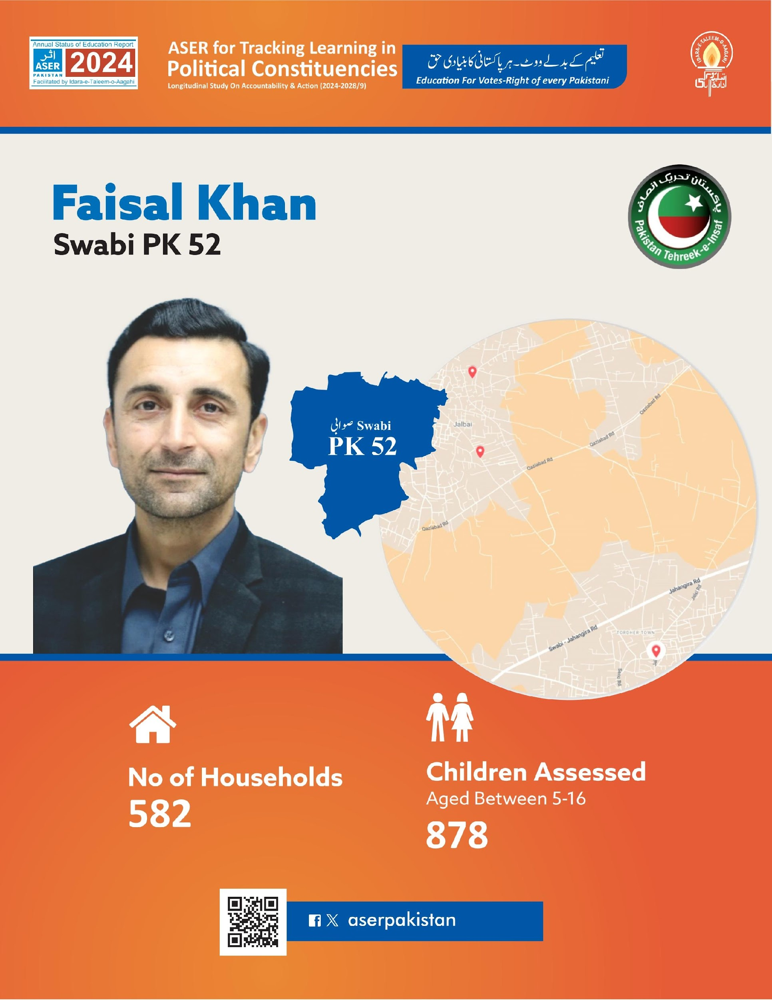 Annual Status of Education Report
اثر
ASER
PAKISTAN
2024
Facilitated by Idara-e-Taleem-o-Aagahi
ASER for Tracking Learning in
Political Constituencies
Longitudinal Study On Accountability & Action (2024-2028/9)
تعلیم کے بدلے ووٹ۔ہر پاکستانی کا بنیادی حق
Education For Votes-Right of every Pakistani
IDARA-E-TALEEM-O-AAGAHI
Faisal Khan
Swabi PK 52
پاکستان تحریک انصاف
Pakistan Tehreek-e-Insaf
صوابی Swabi
PK 52
Jalbai
Qaziabad Rd
Qaziabad Rd
Qaziabad Rd
Qaziabad Rd
Jahangira Rd
Jalsi Rd
Swabi - Jahangira Rd
TORDHER TOWN
No of Households
582
Children Assessed
Aged Between 5-16
878
aserpakistan